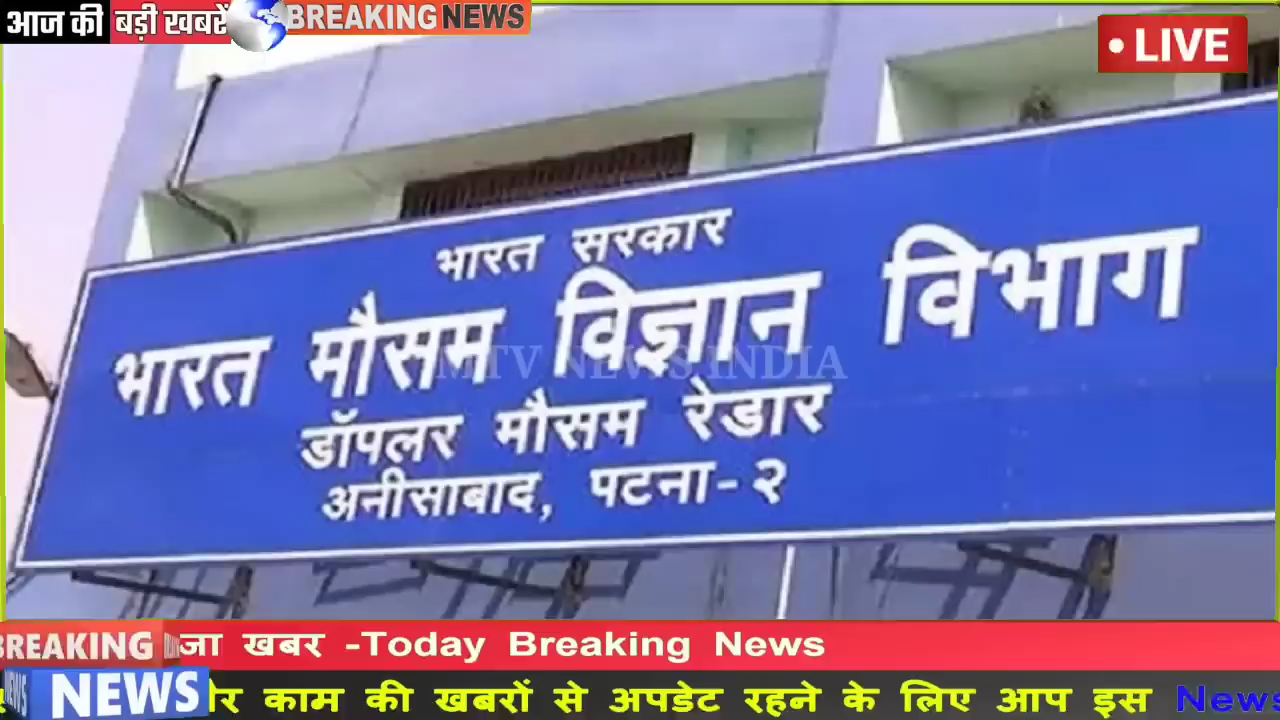 आज की बड़ी खबरें BREAKING NEWS
LIVE
भारत सरकार
भारत मौसम विज्ञान विभाग
MTV NEWS INDIA
डॉपलर मौसम रेडार
अनीसाबाद, पटना-२
BREAKING जा खबर -Today Breaking News
NEWS काम की खबरों से अपडेट रहने के लिए आप इस News